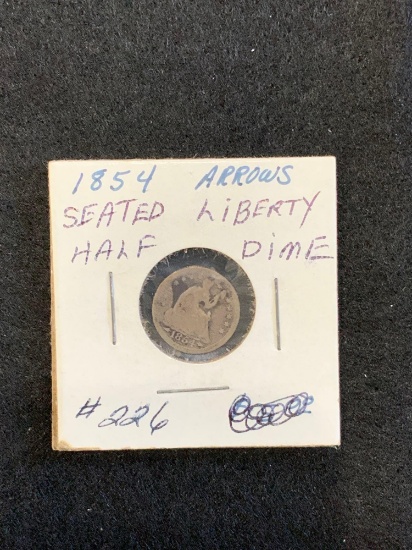 1854 ARROWS
SEATED LIBERTY
HALF DIME
#226